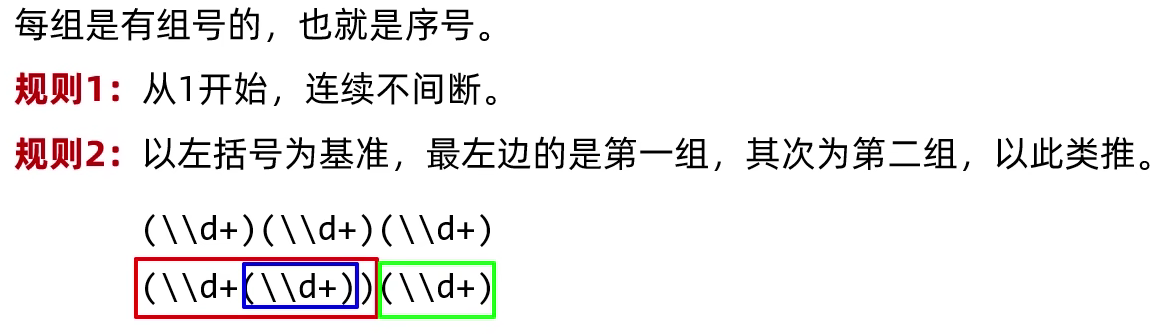 每组是有组号的，也就是序号。
规则1：从1开始，连续不间断。
规则2：以左括号为基准，最左边的是第一组，其次为第二组，以此类推。
(\\d+)(\\d+)(\\d+)
(\\d+(\\d+))(\\d+)